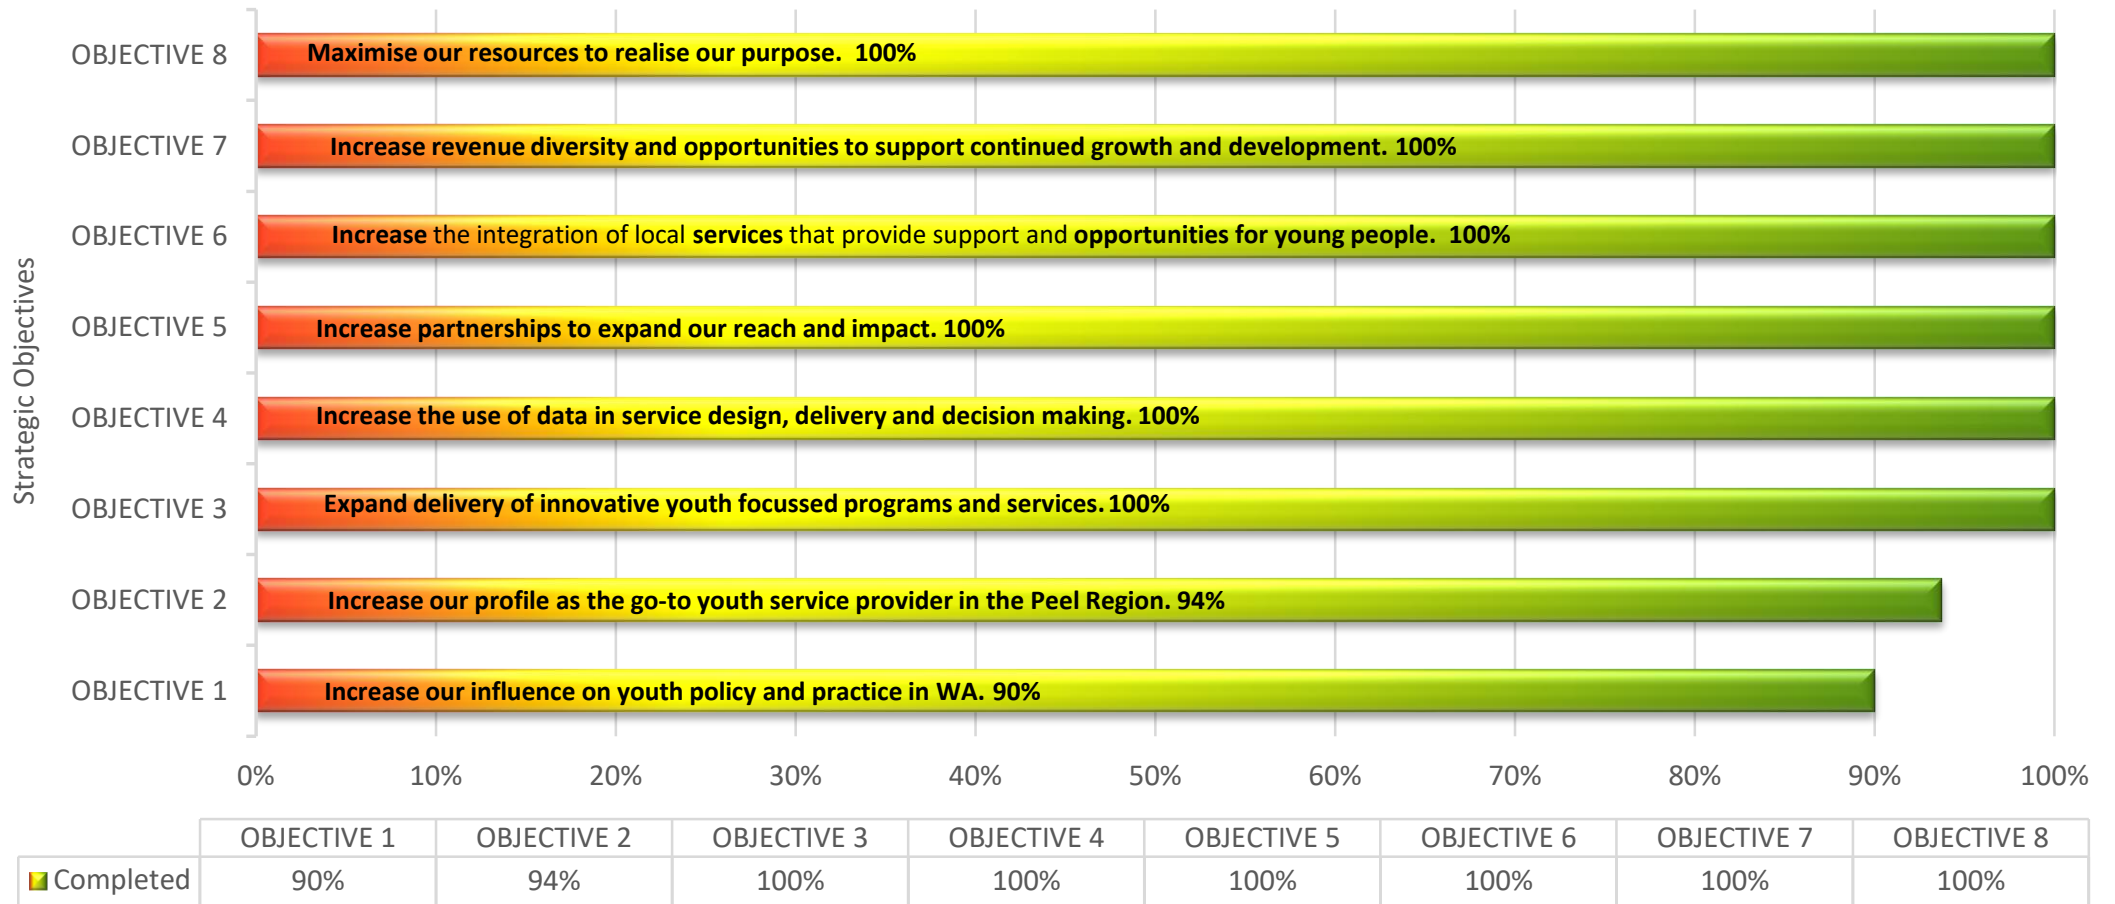 OBJECTIVE 8
Maximise our resources to realise our purpose. 100%
OBJECTIVE 7
Increase revenue diversity and opportunities to support continued growth and development. 100%
OBJECTIVE 6
Increase the integration of local services that provide support and opportunities for young people. 100%
OBJECTIVE 5
Increase partnerships to expand our reach and impact. 100%
OBJECTIVE 4
Increase the use of data in service design, delivery and decision making. 100%
OBJECTIVE 3
Expand delivery of innovative youth focussed programs and services. 100%
OBJECTIVE 2
Increase our profile as the go-to youth service provider in the Peel Region. 94%
OBJECTIVE 1
Increase our influence on youth policy and practice in WA. 90%
Strategic Objectives
0% 10% 20% 30% 40% 50% 60% 70% 80% 90% 100%
OBJECTIVE 1 OBJECTIVE 2 OBJECTIVE 3 OBJECTIVE 4 OBJECTIVE 5 OBJECTIVE 6 OBJECTIVE 7 OBJECTIVE 8
Completed 90% 94% 100% 100% 100% 100% 100% 100%